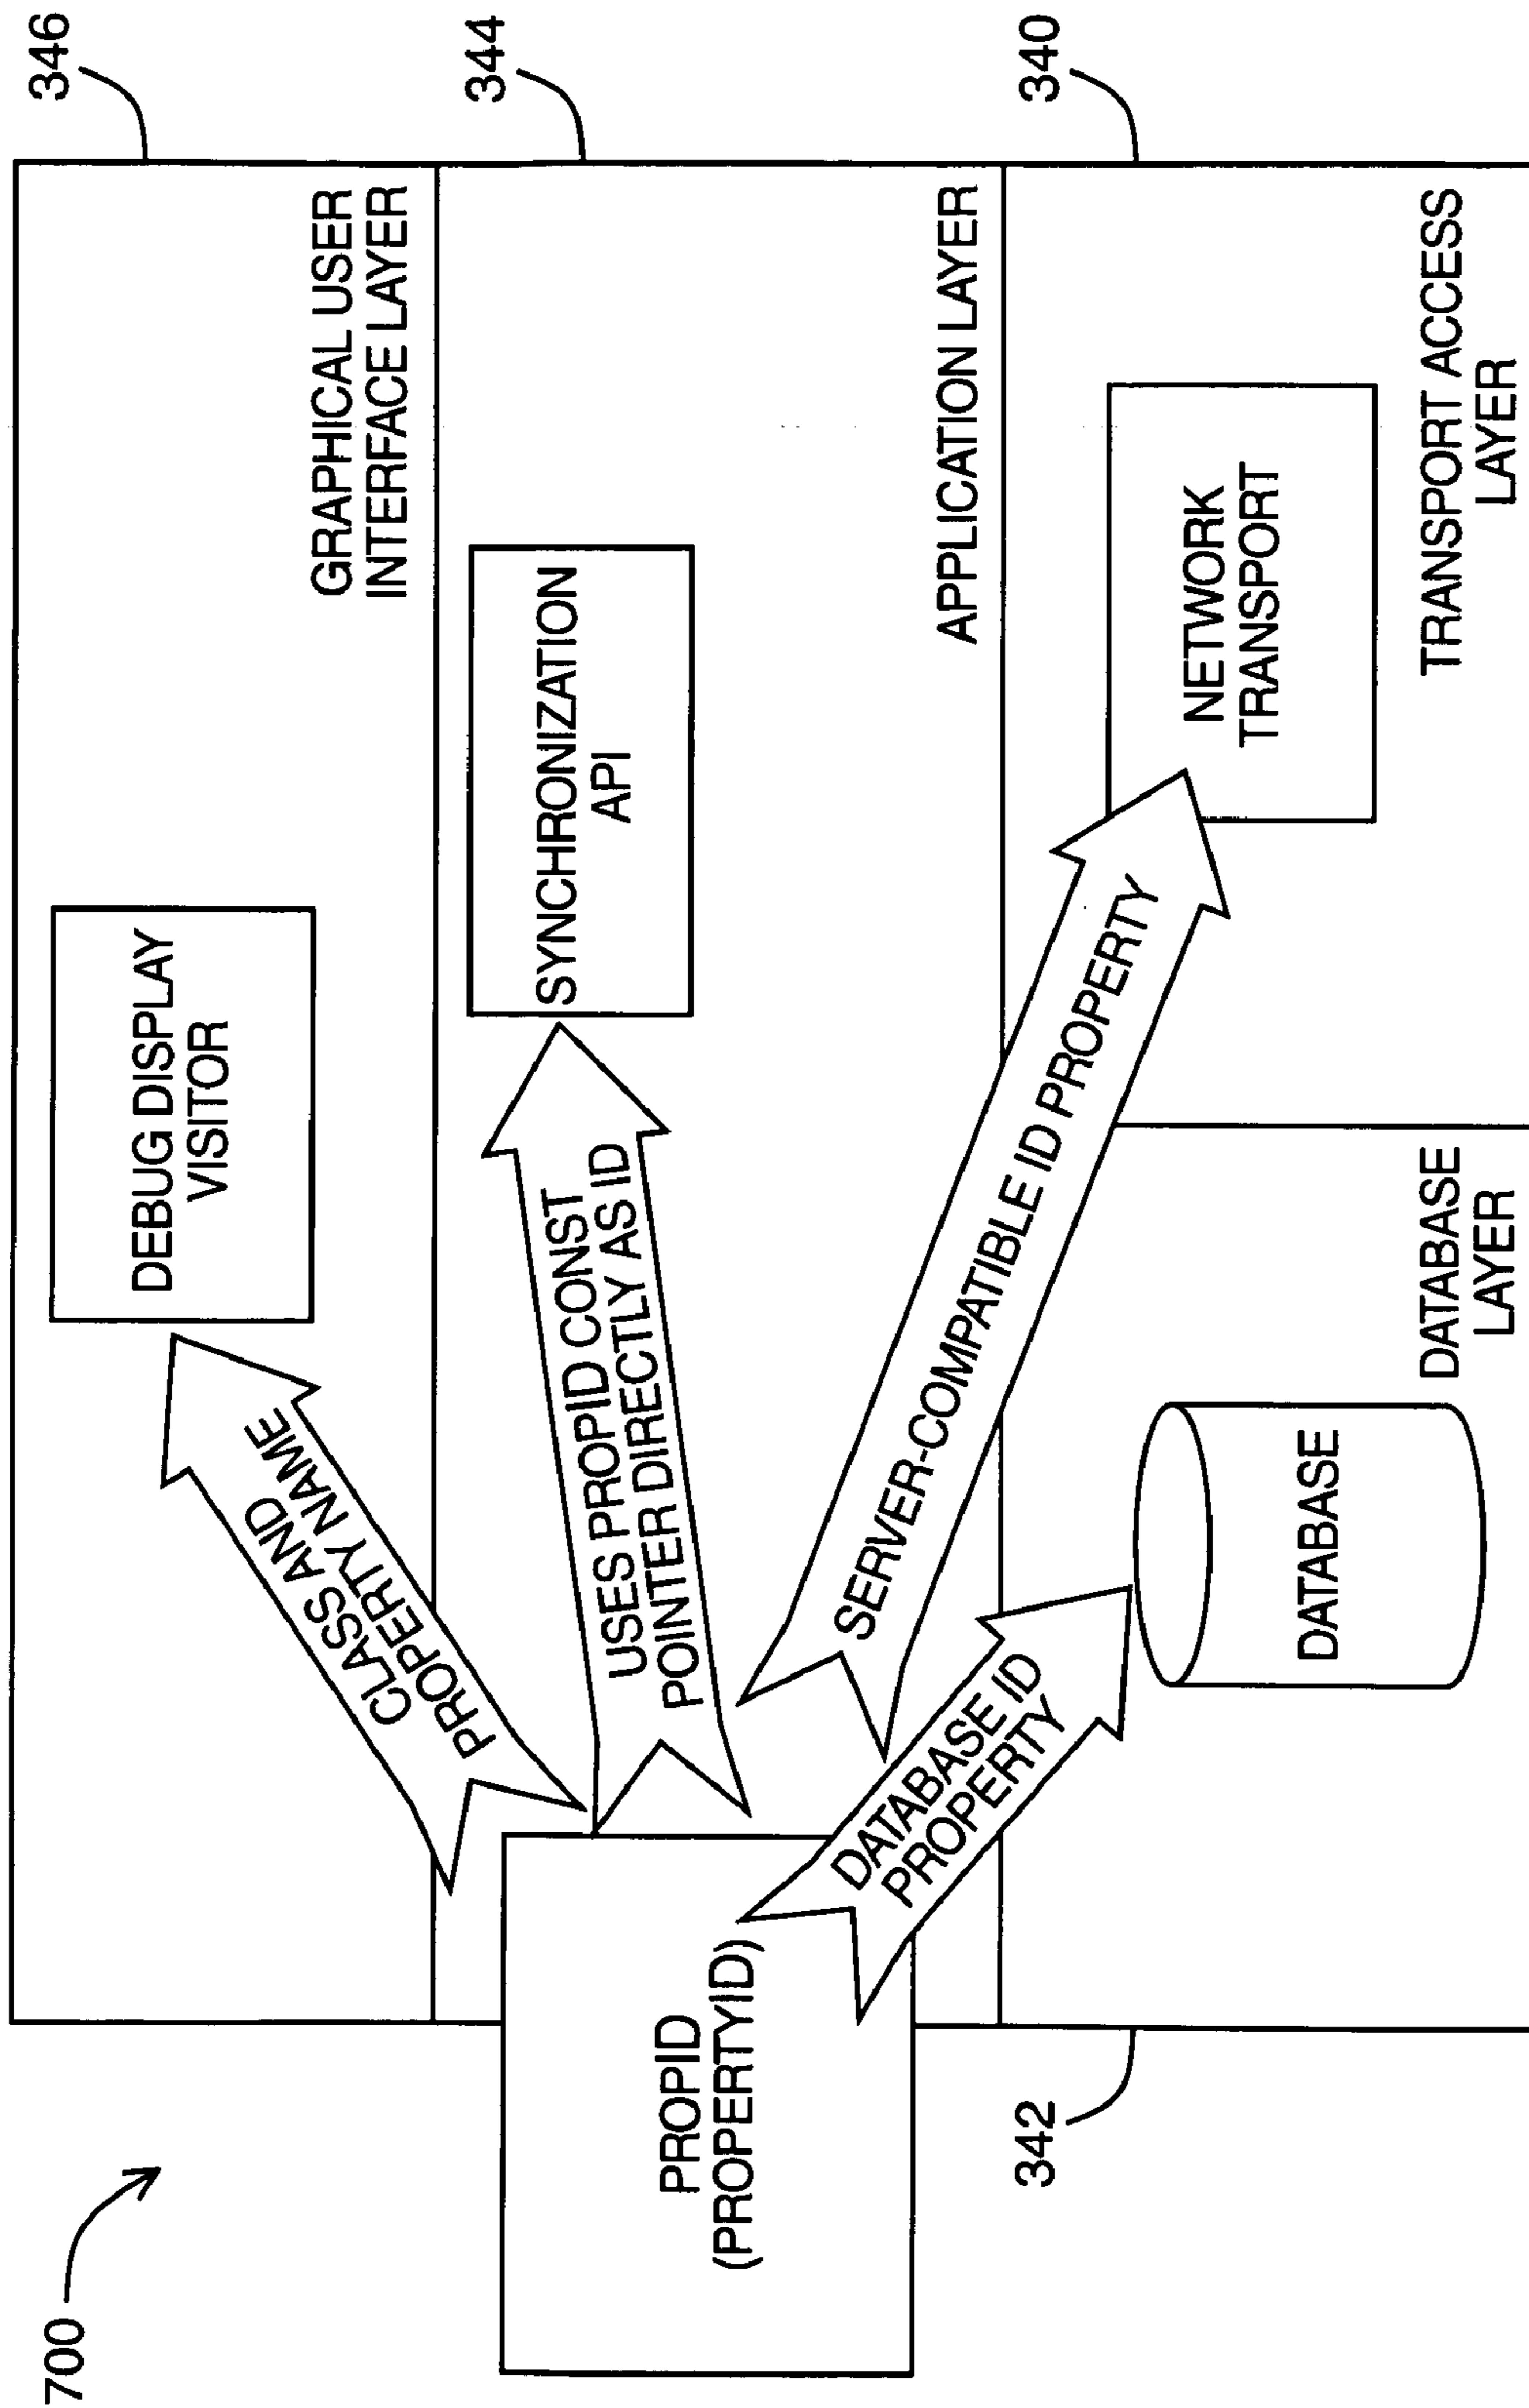 700
346
DEBUG DISPLAY
VISITOR
CLASS AND
PROPERTY NAME
GRAPHICAL USER
INTERFACE LAYER
344
SYNCHRONIZATION
API
USES PROPID CONST
POINTER DIRECTLY AS ID
PROPID
(PROPERTYID)
SERVER-COMPATIBLE ID PROPERTY
APPLICATION LAYER
DATABASE ID
PROPERTY
342
340
DATABASE
DATABASE
LAYER
NETWORK
TRANSPORT
TRANSPORT ACCESS
LAYER